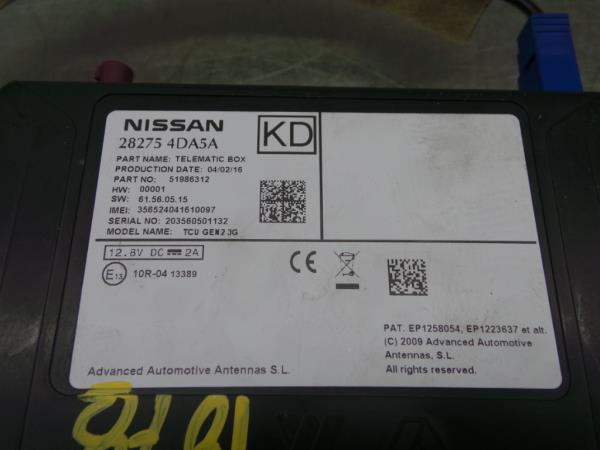 NISSAN
KD
28275 4DA5A
PART NAME: TELEMATIC BOX
PRODUCTION DATE: 04/02/16
PART NO.: 51986312
HW: 00001
SW: 61.56.05.15
IMEI: 356524041610097
SERIAL NO.: 203560501132
MODEL NAME: TCU GEN2 3G
12.8V DC 2A
E13 10R-04 13389
CE
PAT. EP1258054, EP1223637 et alt.
(C) 2009 Advanced Automotive
Antennas, S.L.
All rights reserved.
Advanced Automotive Antennas S.L.